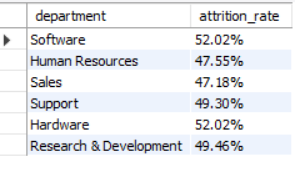 department attrition_rate
Software 52.02%
Human Resources 47.55%
Sales 47.18%
Support 49.30%
Hardware 52.02%
Research & Development 49.46%